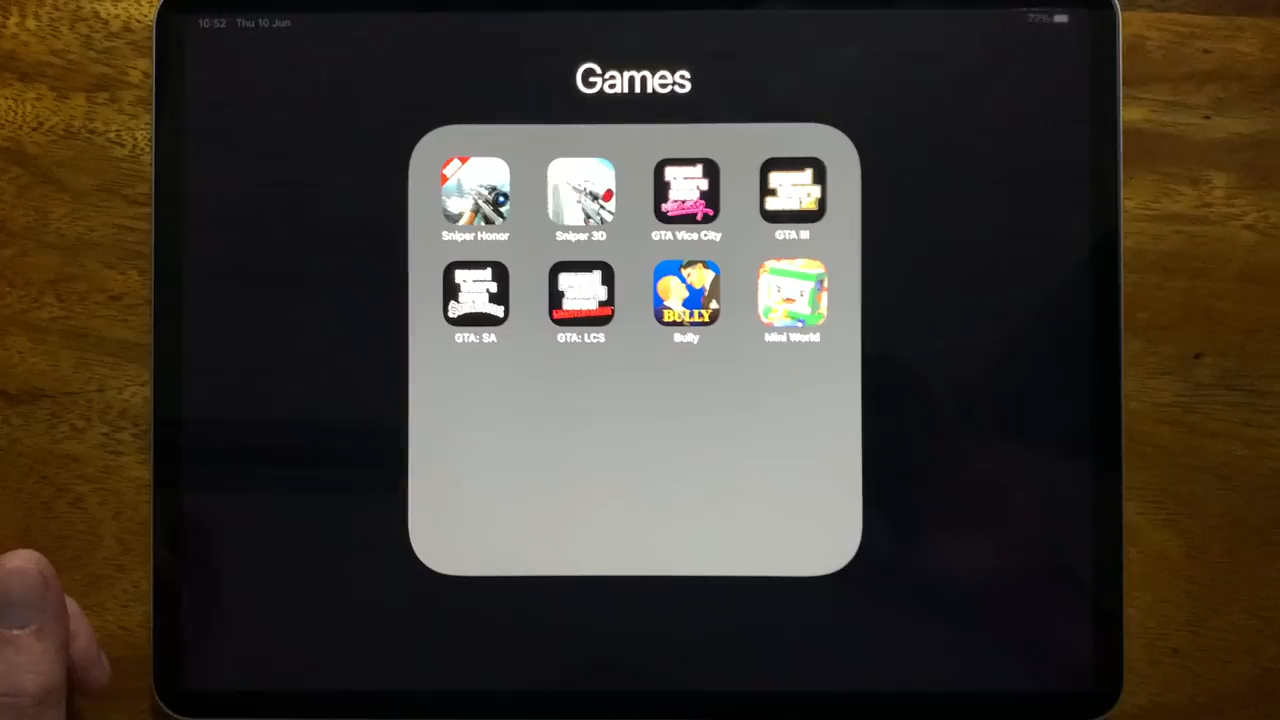 10:52 Thu 10 Jun
77%
Games
Sniper Honor
Sniper 3D
GTA Vice City
GTA III
GTA: SA
GTA: LCS
BULLY
Bully
Mini World